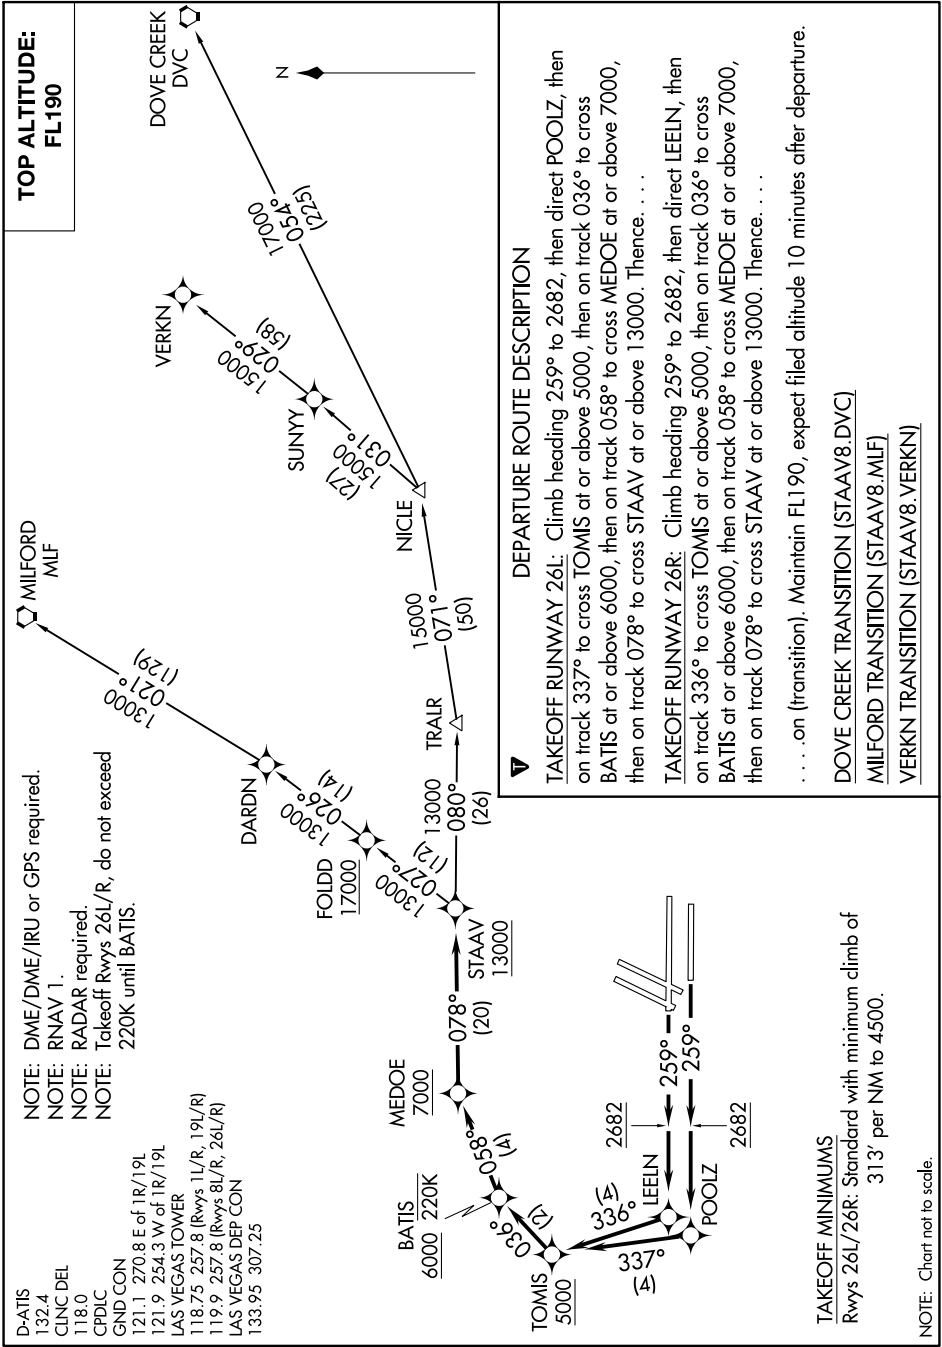 TOP ALTITUDE:
FL190
D-ATIS
132.4
CLNC DEL
118.0
CPDLC
GND CON
121.1 270.8 E of 1R/19L
121.9 254.3 W of 1R/19L
LAS VEGAS TOWER
118.75 257.8 (Rwys 1L/R, 19L/R)
119.9 257.8 (Rwys 8L/R, 26L/R)
LAS VEGAS DEP CON
133.95 307.25
NOTE: DME/DME/IRU or GPS required.
NOTE: RNAV 1.
NOTE: RADAR required.
NOTE: Takeoff Rwys 26L/R, do not exceed
220K until BATIS.
MILFORD
MLF
13000
021°
(129)
DARDN
13000
026°
(14)
FOLDD
17000
13000
027°
(12)
STAAV
13000
13000
080°
(26)
TRALR
15000
071°
(50)
NICLE
(27)
15000
031°
SUNYY
15000
029°
(58)
VERKN
17000
054°
(225)
DOVE CREEK
DVC
N
078°
(20)
MEDOE
7000
058°
(4)
BATIS
6000 220K
036°
(2)
TOMIS
5000
(4)
336°
337°
(4)
LEELN
POOLZ
2682
2682
259°
259°
TAKEOFF MINIMUMS
Rwys 26L/26R: Standard with minimum climb of
313' per NM to 4500.
NOTE: Chart not to scale.
T
DEPARTURE ROUTE DESCRIPTION
TAKEOFF RUNWAY 26L: Climb heading 259° to 2682, then direct POOLZ, then
on track 337° to cross TOMIS at or above 5000, then on track 036° to cross
BATIS at or above 6000, then on track 058° to cross MEDOE at or above 7000,
then on track 078° to cross STAAV at or above 13000. Thence. . . .
TAKEOFF RUNWAY 26R: Climb heading 259° to 2682, then direct LEELN, then
on track 336° to cross TOMIS at or above 5000, then on track 036° to cross
BATIS at or above 6000, then on track 058° to cross MEDOE at or above 7000,
then on track 078° to cross STAAV at or above 13000. Thence. . . .
. . . .on (transition). Maintain FL190, expect filed altitude 10 minutes after departure.
DOVE CREEK TRANSITION (STAAV8.DVC)
MILFORD TRANSITION (STAAV8.MLF)
VERKN TRANSITION (STAAV8.VERKN)